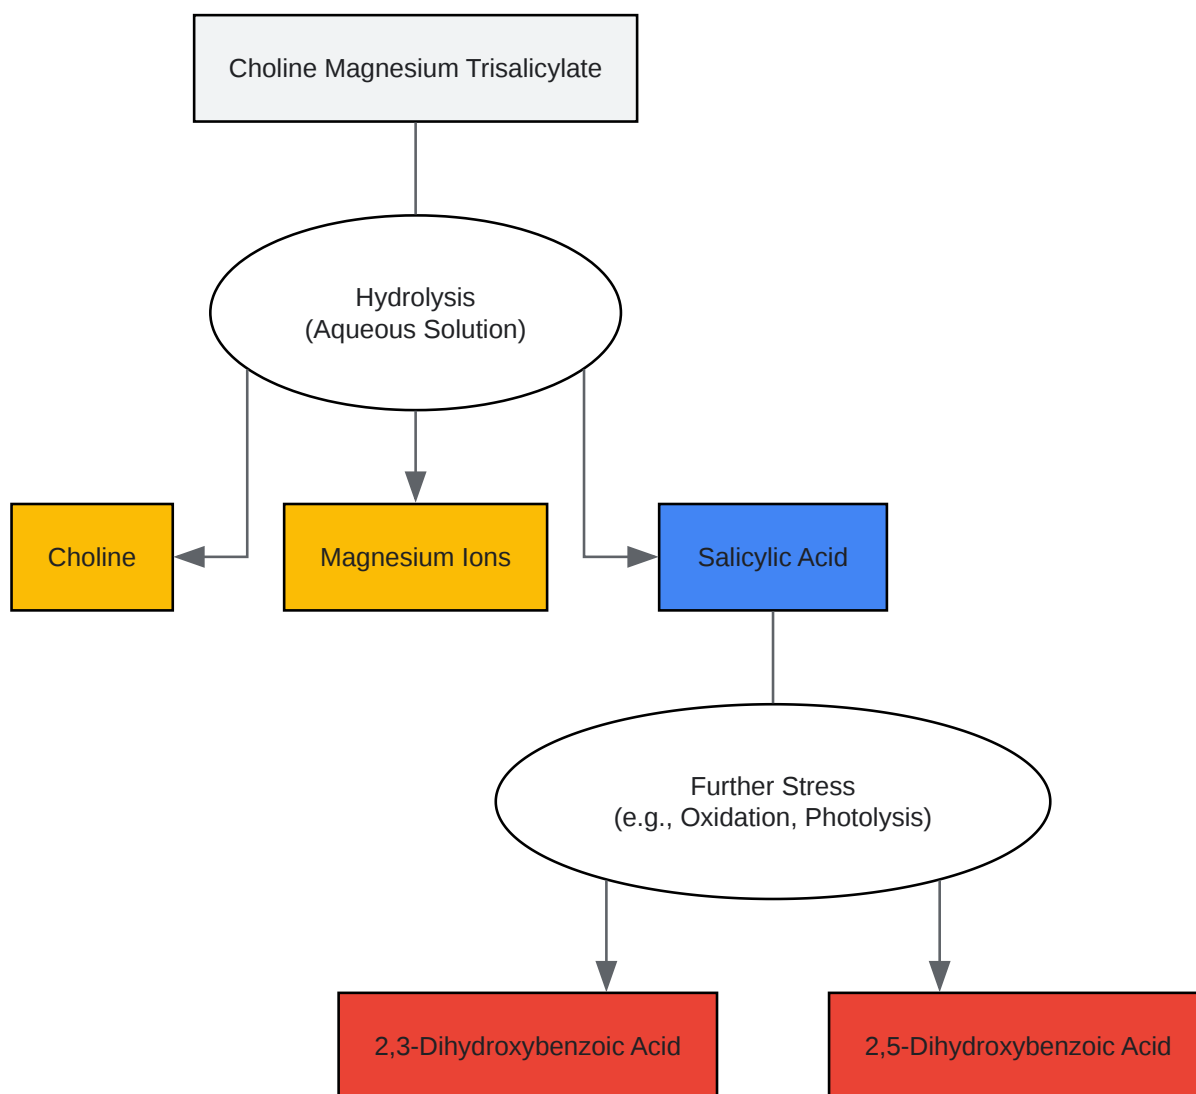 Choline Magnesium Trisalicylate
Hydrolysis
(Aqueous Solution)
Choline
Magnesium Ions
Salicylic Acid
Further Stress
(e.g., Oxidation, Photolysis)
2,3-Dihydroxybenzoic Acid
2,5-Dihydroxybenzoic Acid